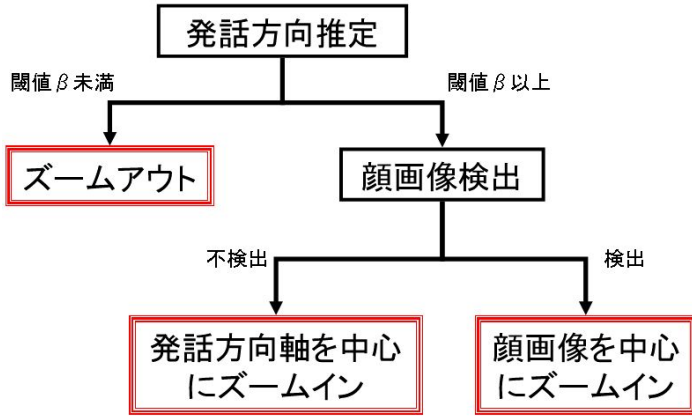 発話方向推定
閾値β未満
閾値β以上
ズームアウト
顔画像検出
不検出
検出
発話方向軸を中心
にズームイン
顔画像を中心
にズームイン